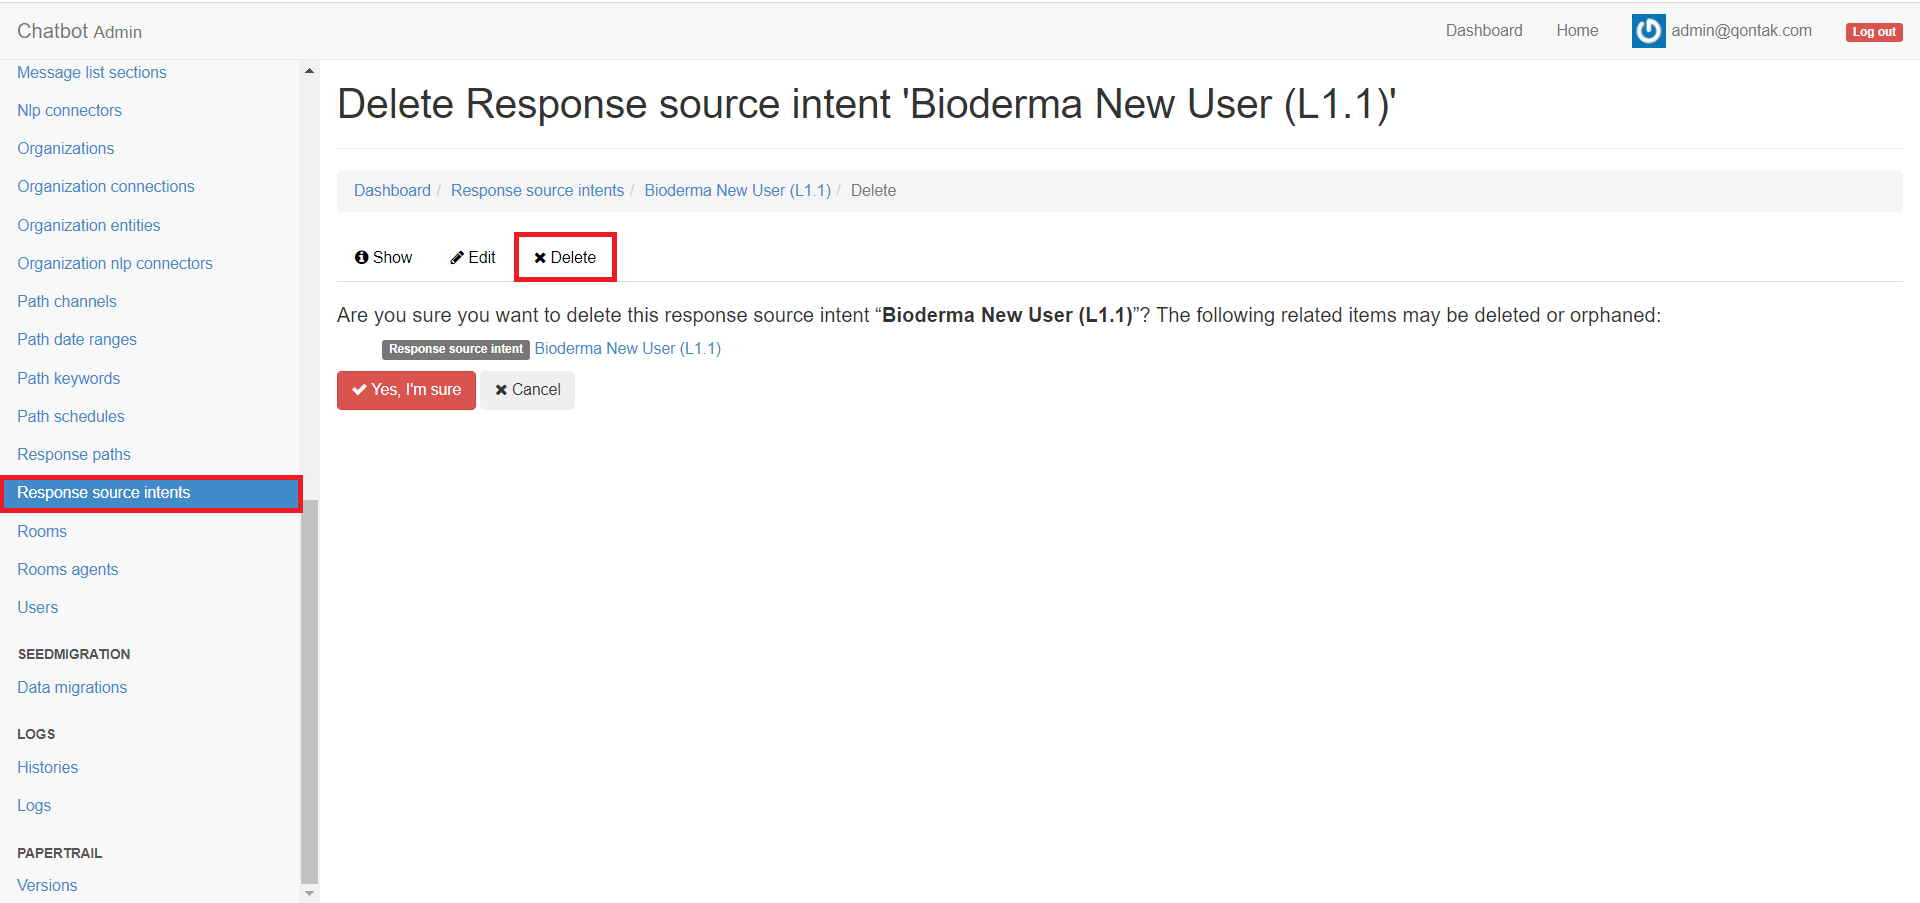 Chatbot Admin
Dashboard Home admin@qontak.com Log out
Message list sections
Nlp connectors
Organizations
Organization connections
Organization entities
Organization nlp connectors
Path channels
Path date ranges
Path keywords
Path schedules
Response paths
Response source intents
Rooms
Rooms agents
Users
SEEDMIGRATION
Data migrations
LOGS
Histories
Logs
PAPERTRAIL
Versions
Delete Response source intent 'Bioderma New User (L1.1)'
Dashboard / Response source intents / Bioderma New User (L1.1) / Delete
Show Edit Delete
Are you sure you want to delete this response source intent “Bioderma New User (L1.1)”? The following related items may be deleted or orphaned:
Response source intent Bioderma New User (L1.1)
Yes, I'm sure Cancel